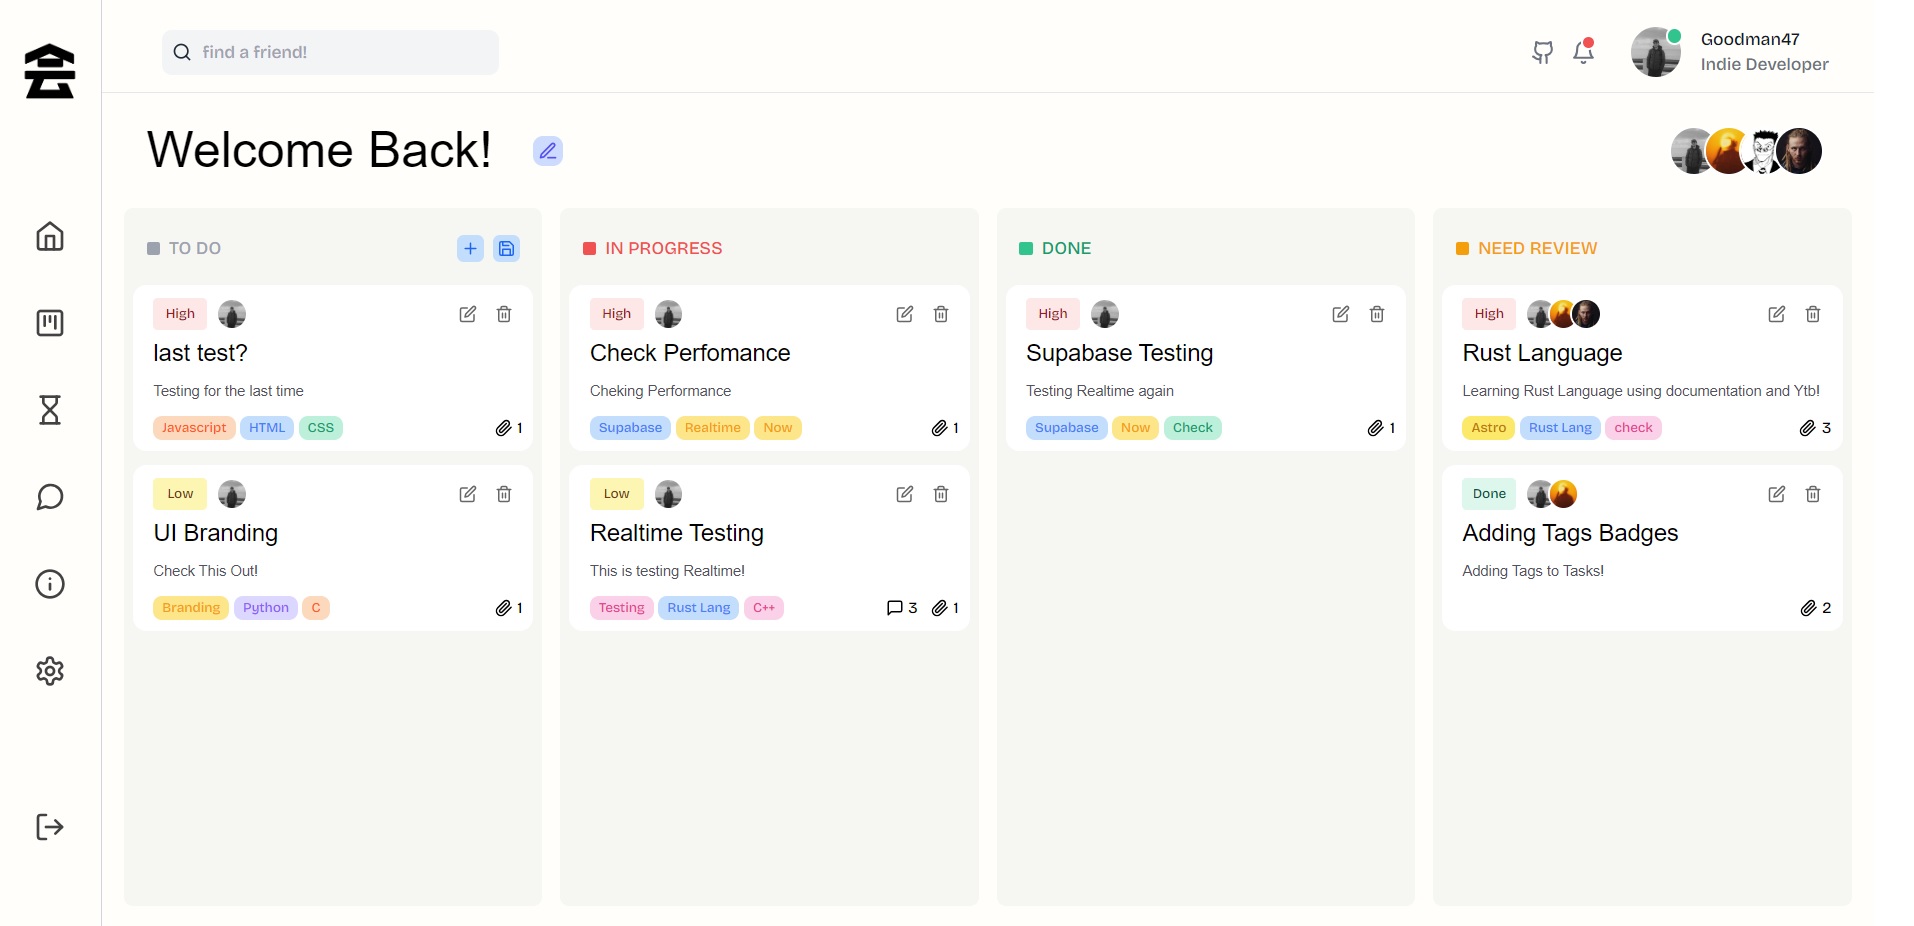 find a friend!
Goodman47
Indie Developer
Welcome Back!
TO DO
High
last test?
Testing for the last time
Javascript HTML CSS 1
Low
UI Branding
Check This Out!
Branding Python C 1
IN PROGRESS
High
Check Perfomance
Cheking Performance
Supabase Realtime Now 1
Low
Realtime Testing
This is testing Realtime!
Testing Rust Lang C++ 3 1
DONE
High
Supabase Testing
Testing Realtime again
Supabase Now Check 1
NEED REVIEW
High
Rust Language
Learning Rust Language using documentation and Ytb!
Astro Rust Lang check 3
Done
Adding Tags Badges
Adding Tags to Tasks!
2